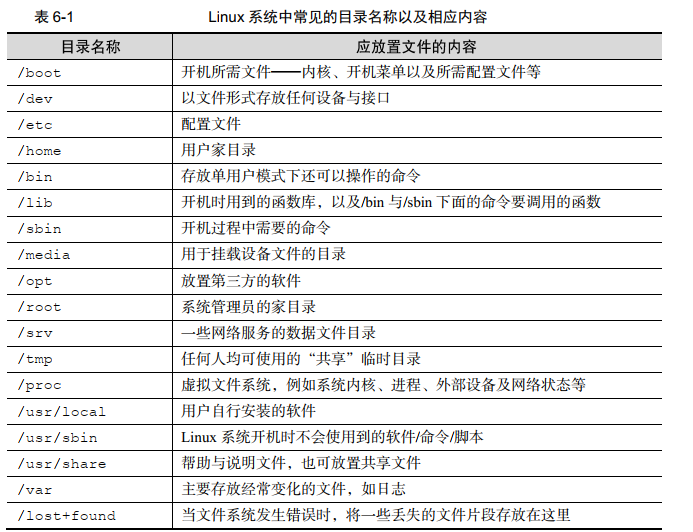 表 6-1 Linux 系统中常见的目录名称以及相应内容
目录名称 应放置文件的内容
/boot 开机所需文件——内核、开机菜单以及所需配置文件等
/dev 以文件形式存放任何设备与接口
/etc 配置文件
/home 用户家目录
/bin 存放单用户模式下还可以操作的命令
/lib 开机时用到的函数库，以及/bin 与/sbin 下面的命令要调用的函数
/sbin 开机过程中需要的命令
/media 用于挂载设备文件的目录
/opt 放置第三方的软件
/root 系统管理员的家目录
/srv 一些网络服务的数据文件目录
/tmp 任何人均可使用的“共享”临时目录
/proc 虚拟文件系统，例如系统内核、进程、外部设备及网络状态等
/usr/local 用户自行安装的软件
/usr/sbin Linux 系统开机时不会使用到的软件/命令/脚本
/usr/share 帮助与说明文件，也可放置共享文件
/var 主要存放经常变化的文件，如日志
/lost+found 当文件系统发生错误时，将一些丢失的文件片段存放在这里